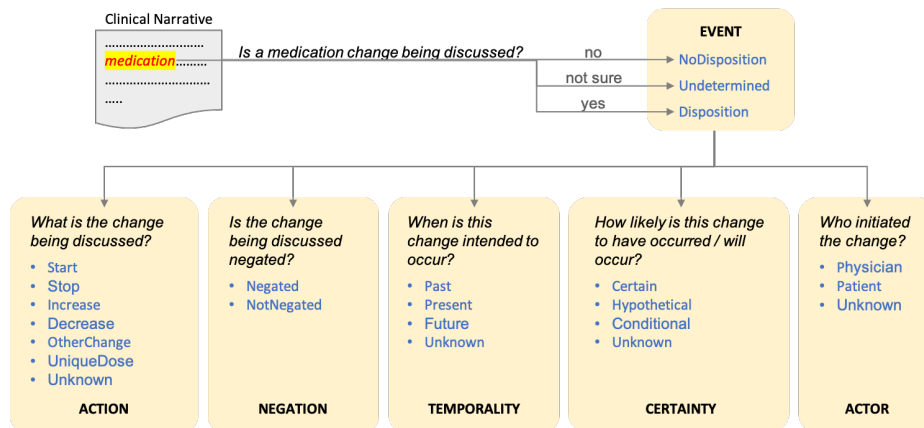 Clinical Narrative
EVENT
...........................
Is a medication change being discussed?
no
medication.........
NoDisposition
.............................
not sure
Undetermined
.....
yes
Disposition
What is the change
being discussed?
• Start
• Stop
• Increase
• Decrease
• OtherChange
• UniqueDose
• Unknown
ACTION
Is the change
being discussed
negated?
• Negated
• NotNegated
NEGATION
When is this
change intended to
occur?
• Past
• Present
• Future
• Unknown
TEMPORALITY
How likely is this change
to have occurred / will
occur?
• Certain
• Hypothetical
• Conditional
• Unknown
CERTAINTY
Who initiated
the change?
• Physician
• Patient
• Unknown
ACTOR